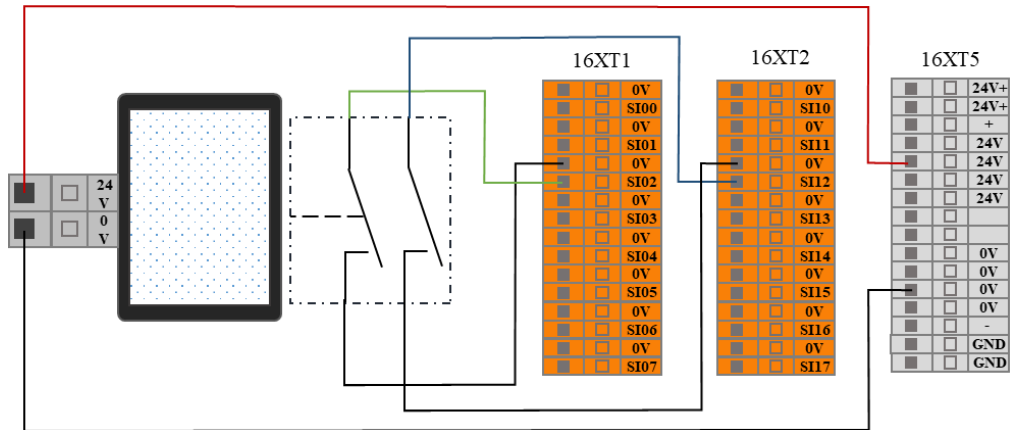 16XT1
16XT2
16XT5
24
V
0
V
0V
SI00
0V
SI01
0V
SI02
0V
SI03
0V
SI04
0V
SI05
0V
SI06
0V
SI07
0V
SI10
0V
SI11
0V
SI12
0V
SI13
0V
SI14
0V
SI15
0V
SI16
0V
SI17
24V+
24V+
+
24V
24V
24V
24V
0V
0V
0V
0V
-
GND
GND